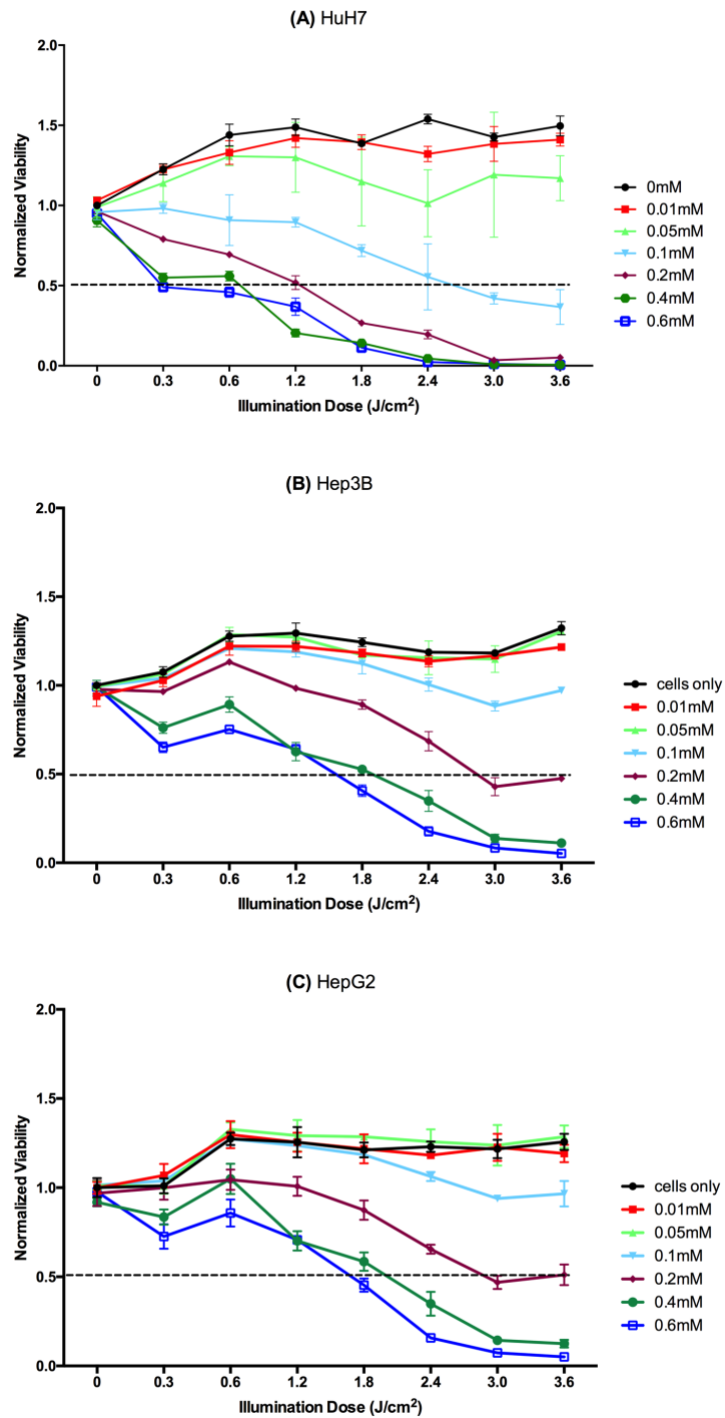 (A) HuH7
2.0
1.5
1.0
0.5
0.0
Normalized Viability
0 0.3 0.6 1.2 1.8 2.4 3.0 3.6
Illumination Dose (J/cm²)
0mM
0.01mM
0.05mM
0.1mM
0.2mM
0.4mM
0.6mM
(B) Hep3B
2.0
1.5
1.0
0.5
0.0
Normalized Viability
0 0.3 0.6 1.2 1.8 2.4 3.0 3.6
Illumination Dose (J/cm²)
cells only
0.01mM
0.05mM
0.1mM
0.2mM
0.4mM
0.6mM
(C) HepG2
2.0
1.5
1.0
0.5
0.0
Normalized Viability
0 0.3 0.6 1.2 1.8 2.4 3.0 3.6
Illumination Dose (J/cm²)
cells only
0.01mM
0.05mM
0.1mM
0.2mM
0.4mM
0.6mM